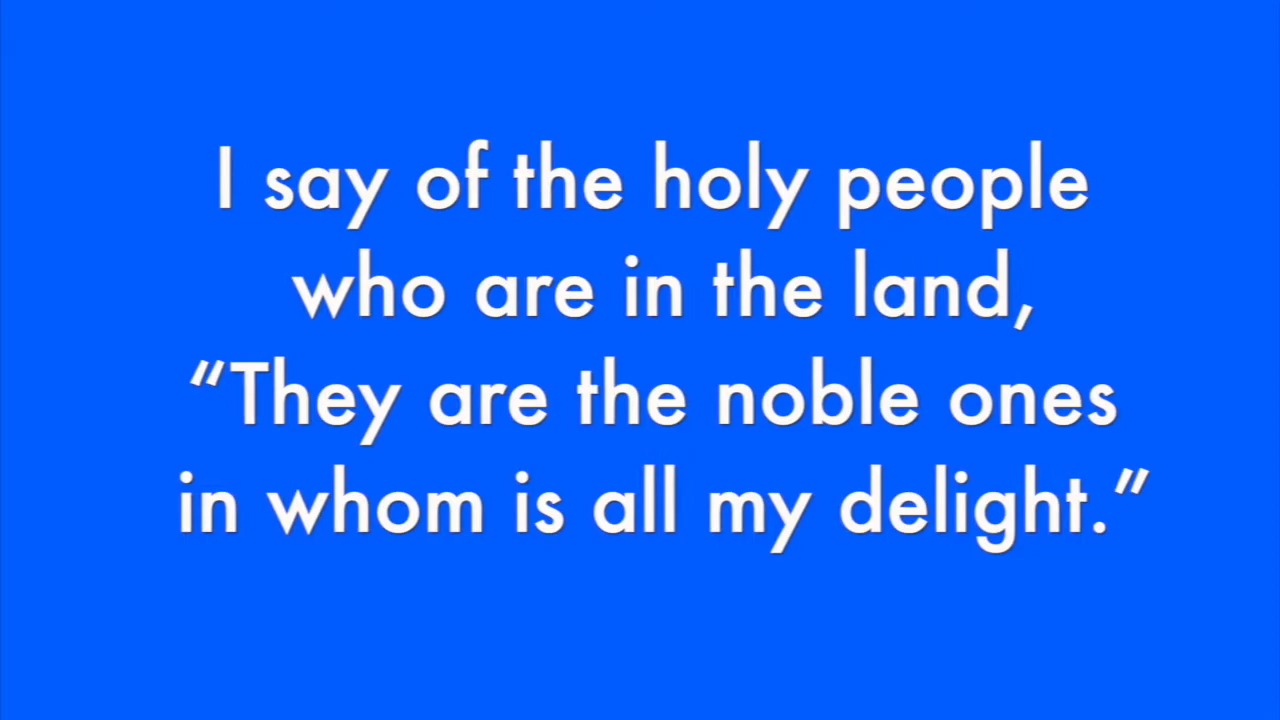 I say of the holy people
who are in the land,
“They are the noble ones
in whom is all my delight.”